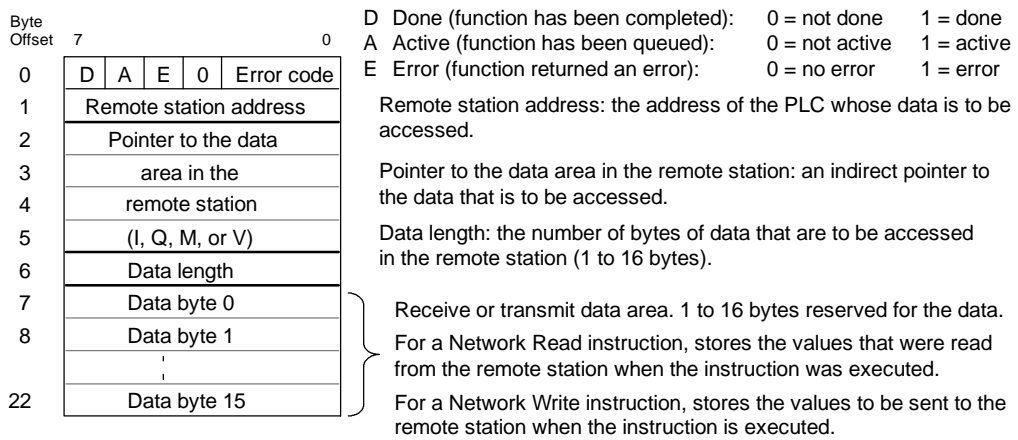 Byte
Offset 7 0
0 D A E 0 Error code
1 Remote station address
2 Pointer to the data
3 area in the
4 remote station
5 (I, Q, M, or V)
6 Data length
7 Data byte 0
8 Data byte 1
22 Data byte 15
D Done (function has been completed): 0 = not done 1 = done
A Active (function has been queued): 0 = not active 1 = active
E Error (function returned an error): 0 = no error 1 = error
Remote station address: the address of the PLC whose data is to be
accessed.
Pointer to the data area in the remote station: an indirect pointer to
the data that is to be accessed.
Data length: the number of bytes of data that are to be accessed
in the remote station (1 to 16 bytes).
Receive or transmit data area. 1 to 16 bytes reserved for the data.
For a Network Read instruction, stores the values that were read
from the remote station when the instruction was executed.
For a Network Write instruction, stores the values to be sent to the
remote station when the instruction is executed.